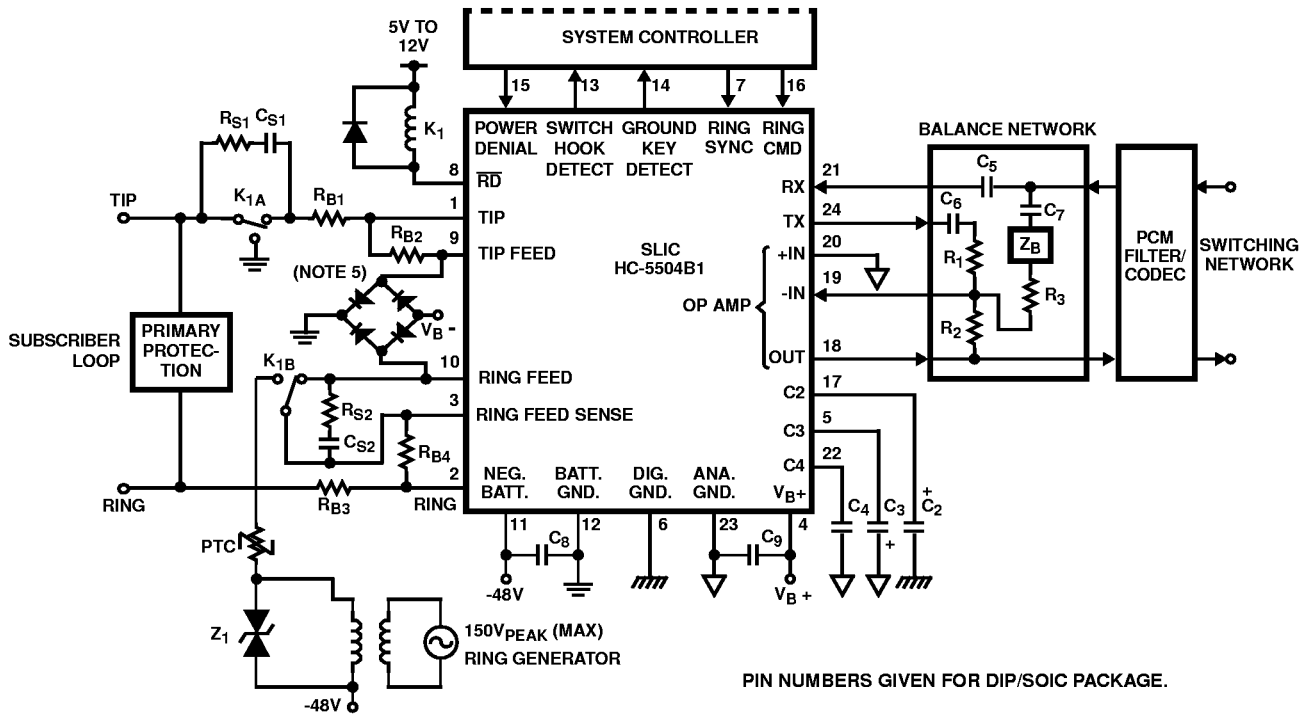 SYSTEM CONTROLLER
5V TO
12V
15
13
14
7
16
K1
8
POWER
DENIAL
SWITCH
HOOK
DETECT
GROUND
KEY
DETECT
RING
SYNC
RING
CMD
RD
RS1
CS1
K1A
TIP
RB1
1
TIP
RB2
9
TIP FEED
(NOTE 5)
VB -
SUBSCRIBER
LOOP
PRIMARY
PROTEC-
TION
K1B
10
RING FEED
3
RING FEED SENSE
RS2
CS2
RB4
2
RING
RB3
RING
SLIC
HC-5504B1
OP AMP
RX
21
TX
24
+IN
20
-IN
19
OUT
18
C2
17
C3
5
C4
22
BALANCE NETWORK
C5
C6
C7
ZB
R1
R2
R3
PCM
FILTER/
CODEC
SWITCHING
NETWORK
NEG.
BATT.
BATT.
GND.
DIG.
GND.
ANA.
GND.
VB+
11
12
6
23
4
C8
C9
-48V
VB +
C4
C3
+
+
C2
PTC
Z1
-48V
150VPEAK (MAX)
RING GENERATOR
PIN NUMBERS GIVEN FOR DIP/SOIC PACKAGE.